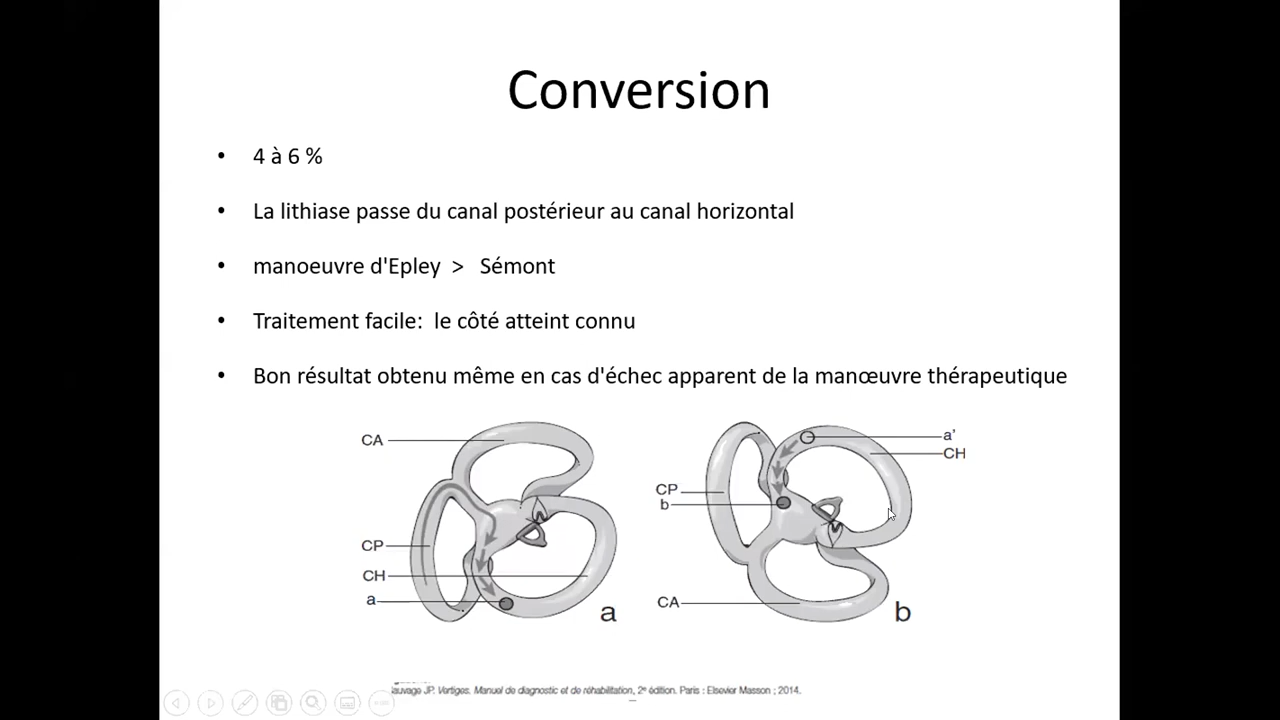 Conversion
• 4 à 6 %
• La lithiase passe du canal postérieur au canal horizontal
• manoeuvre d'Epley > Sémont
• Traitement facile: le côté atteint connu
• Bon résultat obtenu même en cas d'échec apparent de la manœuvre thérapeutique
CA
CP
CH
a
a
a'
CH
CP
b
CA
b
auvage JP. Vertiges. Manuel de diagnostic et de réhabilitation, 2e édition. Paris : Elsevier Masson ; 2014.